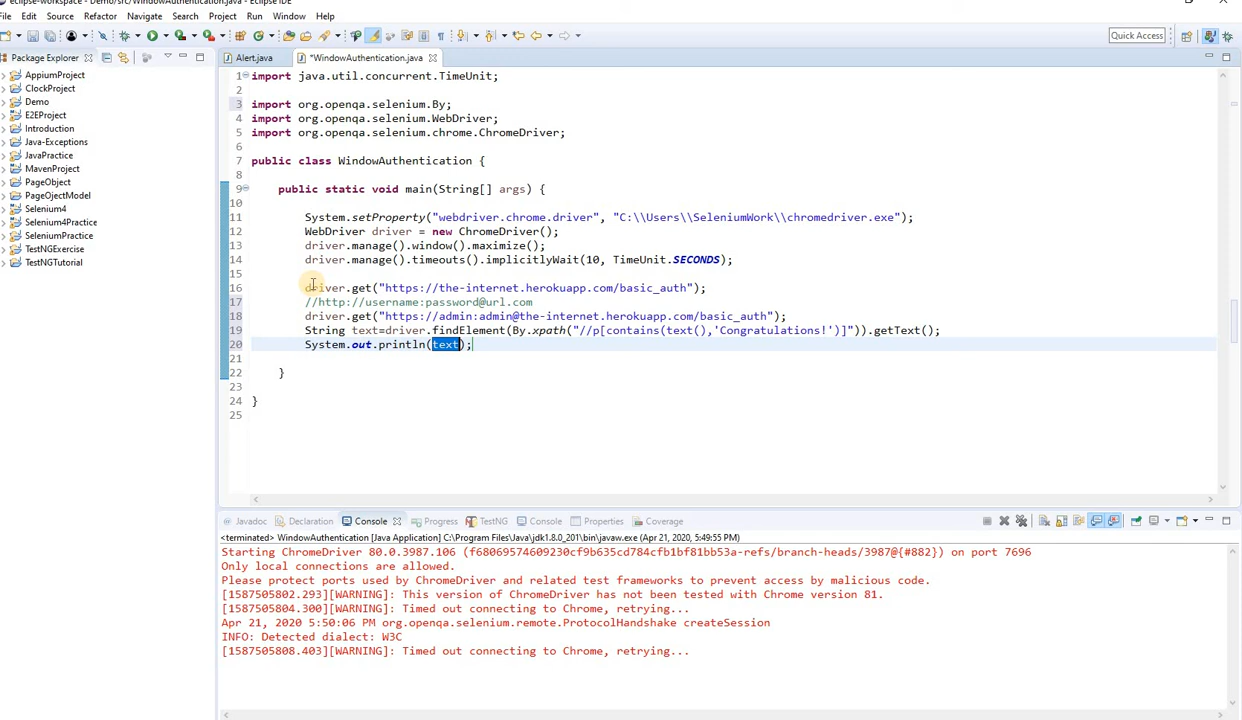 eclipse-workspace - Demo/src/WindowAuthentication.java - Eclipse IDE
File Edit Source Refactor Navigate Search Project Run Window Help
Quick Access
Package Explorer
Alert.java
*WindowAuthentication.java
AppiumProject
ClockProject
Demo
E2EProject
Introduction
Java-Exceptions
JavaPractice
MavenProject
PageObject
PageOjectModel
Selenium4
Selenium4Practice
SeleniumPractice
TestNGExercise
TestNGTutorial
1 import java.util.concurrent.TimeUnit;
2
3 import org.openqa.selenium.By;
4 import org.openqa.selenium.WebDriver;
5 import org.openqa.selenium.chrome.ChromeDriver;
6
7 public class WindowAuthentication {
8
9 public static void main(String[] args) {
10
11 System.setProperty("webdriver.chrome.driver", "C:\\Users\\SeleniumWork\\chromedriver.exe");
12 WebDriver driver = new ChromeDriver();
13 driver.manage().window().maximize();
14 driver.manage().timeouts().implicitlyWait(10, TimeUnit.SECONDS);
15
16 driver.get("https://the-internet.herokuapp.com/basic_auth");
17 //http://username:password@url.com
18 driver.get("https://admin:admin@the-internet.herokuapp.com/basic_auth");
19 String text=driver.findElement(By.xpath("//p[contains(text(),'Congratulations!')]")).getText();
20 System.out.println(text);
21
22 }
23
24 }
25
Javadoc Declaration Console Progress TestNG Console Properties Coverage
<terminated> WindowAuthentication [Java Application] C:\Program Files\Java\jdk1.8.0_201\bin\javaw.exe (Apr 21, 2020 5:49:55 PM)
Starting ChromeDriver 80.0.3987.106 (f68069574609230cf9b635cd784cfb1bf81bb53a-refs/branch-heads/3987@{#882}) on port 7696
Only local connections are allowed.
Please protect ports used by ChromeDriver and related test frameworks to prevent access by malicious code.
[1587505802.293][WARNING]: This version of ChromeDriver has not been tested with Chrome version 81.
[1587505804.300][WARNING]: Timed out connecting to Chrome, retrying...
Apr 21, 2020 5:50:06 PM org.openqa.selenium.remote.ProtocolHandshake createSession
INFO: Detected dialect: W3C
[1587505808.403][WARNING]: Timed out connecting to Chrome, retrying...